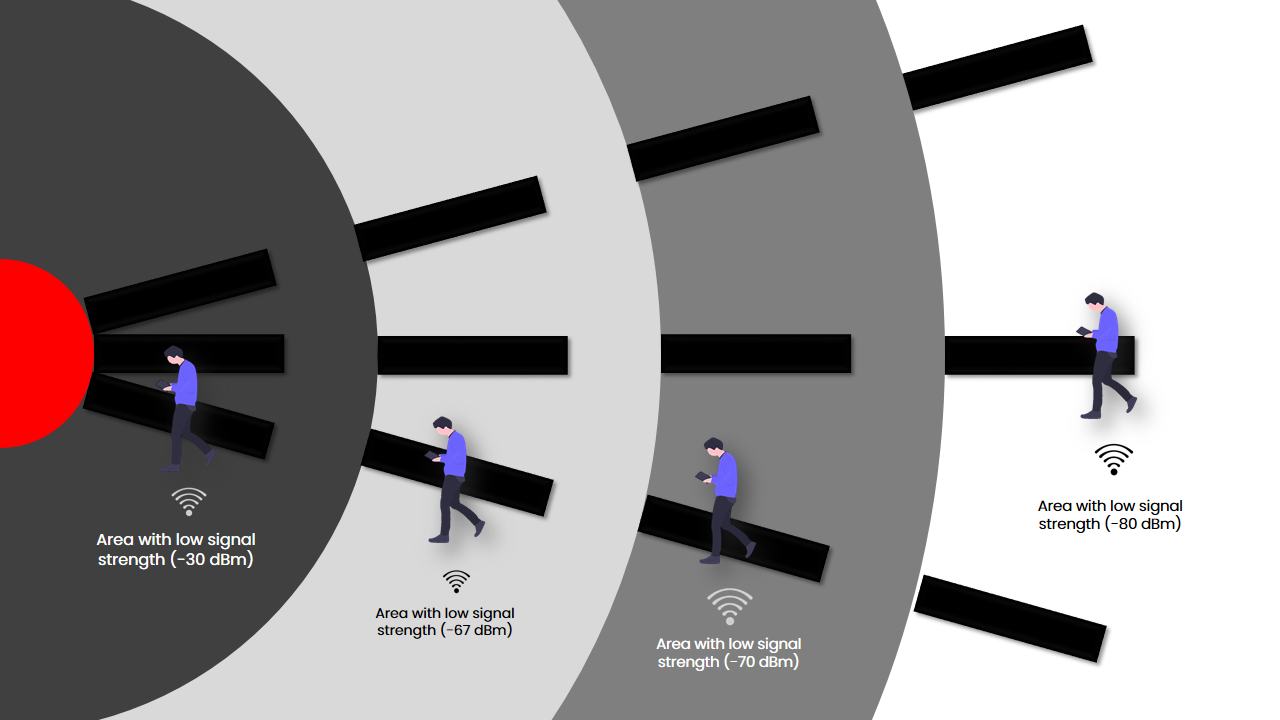 Area with low signal
strength (-30 dBm)
Area with low signal
strength (-67 dBm)
Area with low signal
strength (-70 dBm)
Area with low signal
strength (-80 dBm)